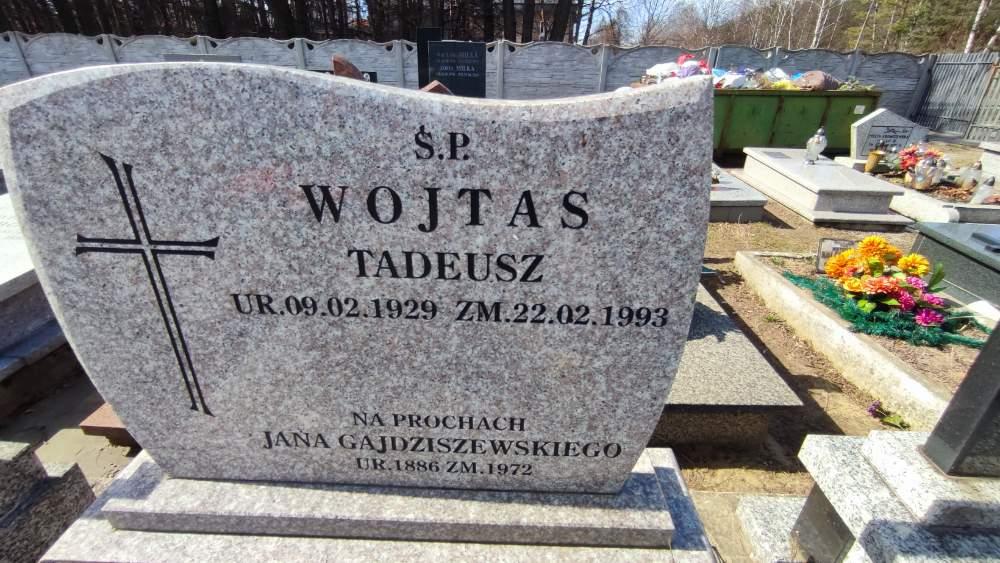 Ś.P.
WOJTAS
TADEUSZ
UR.09.02.1929 ZM.22.02.1993
NA PROCHACH
JANA GAJDZISZEWSKIEGO
UR.1886 ZM.1972